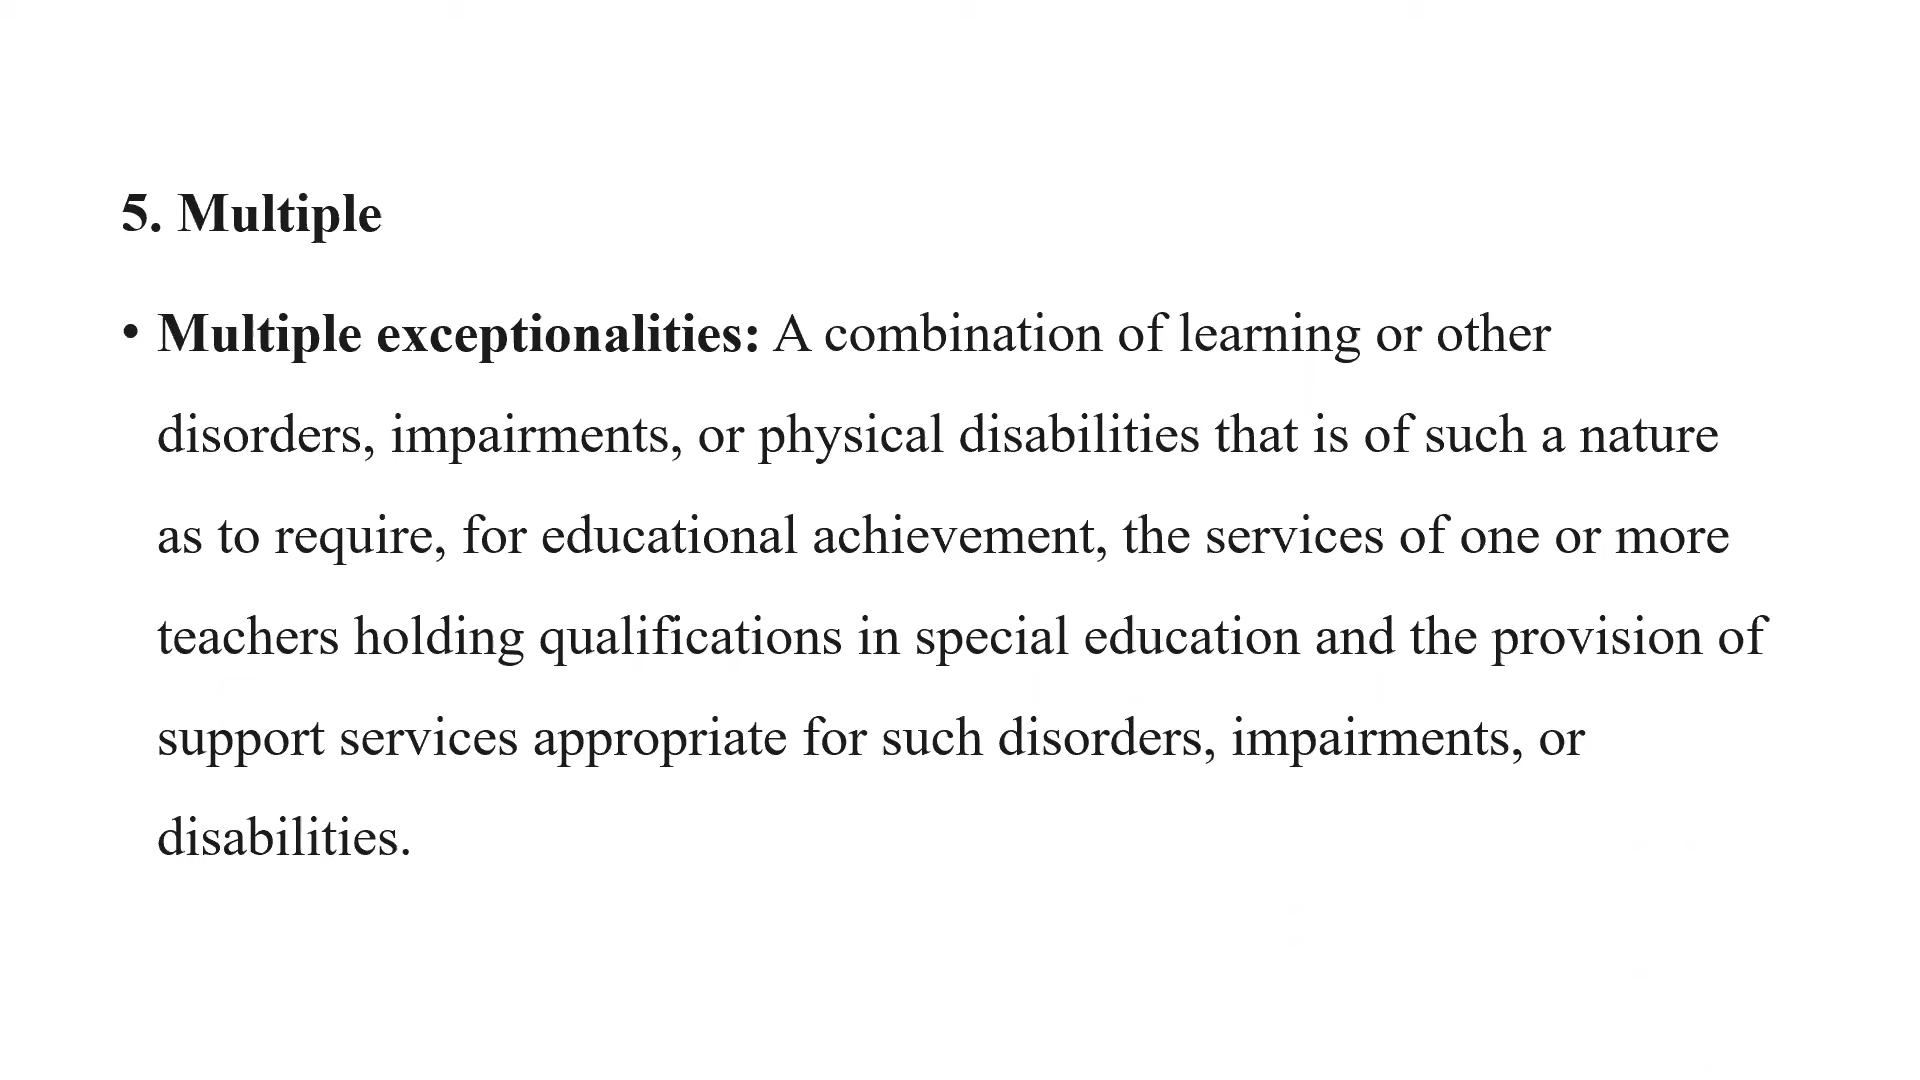 5. Multiple
• Multiple exceptionalities: A combination of learning or other
disorders, impairments, or physical disabilities that is of such a nature
as to require, for educational achievement, the services of one or more
teachers holding qualifications in special education and the provision of
support services appropriate for such disorders, impairments, or
disabilities.